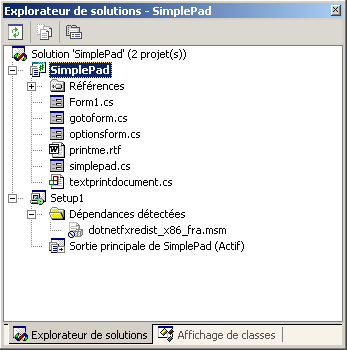 Explorateur de solutions - SimplePad
Solution 'SimplePad' (2 projet(s))
SimplePad
Références
Form1.cs
gotoform.cs
optionsform.cs
printme.rtf
simplepad.cs
textprintdocument.cs
Setup1
Dépendances détectées
dotnetfxredist_x86_fra.msm
Sortie principale de SimplePad (Actif)
Explorateur de solutions Affichage de classes